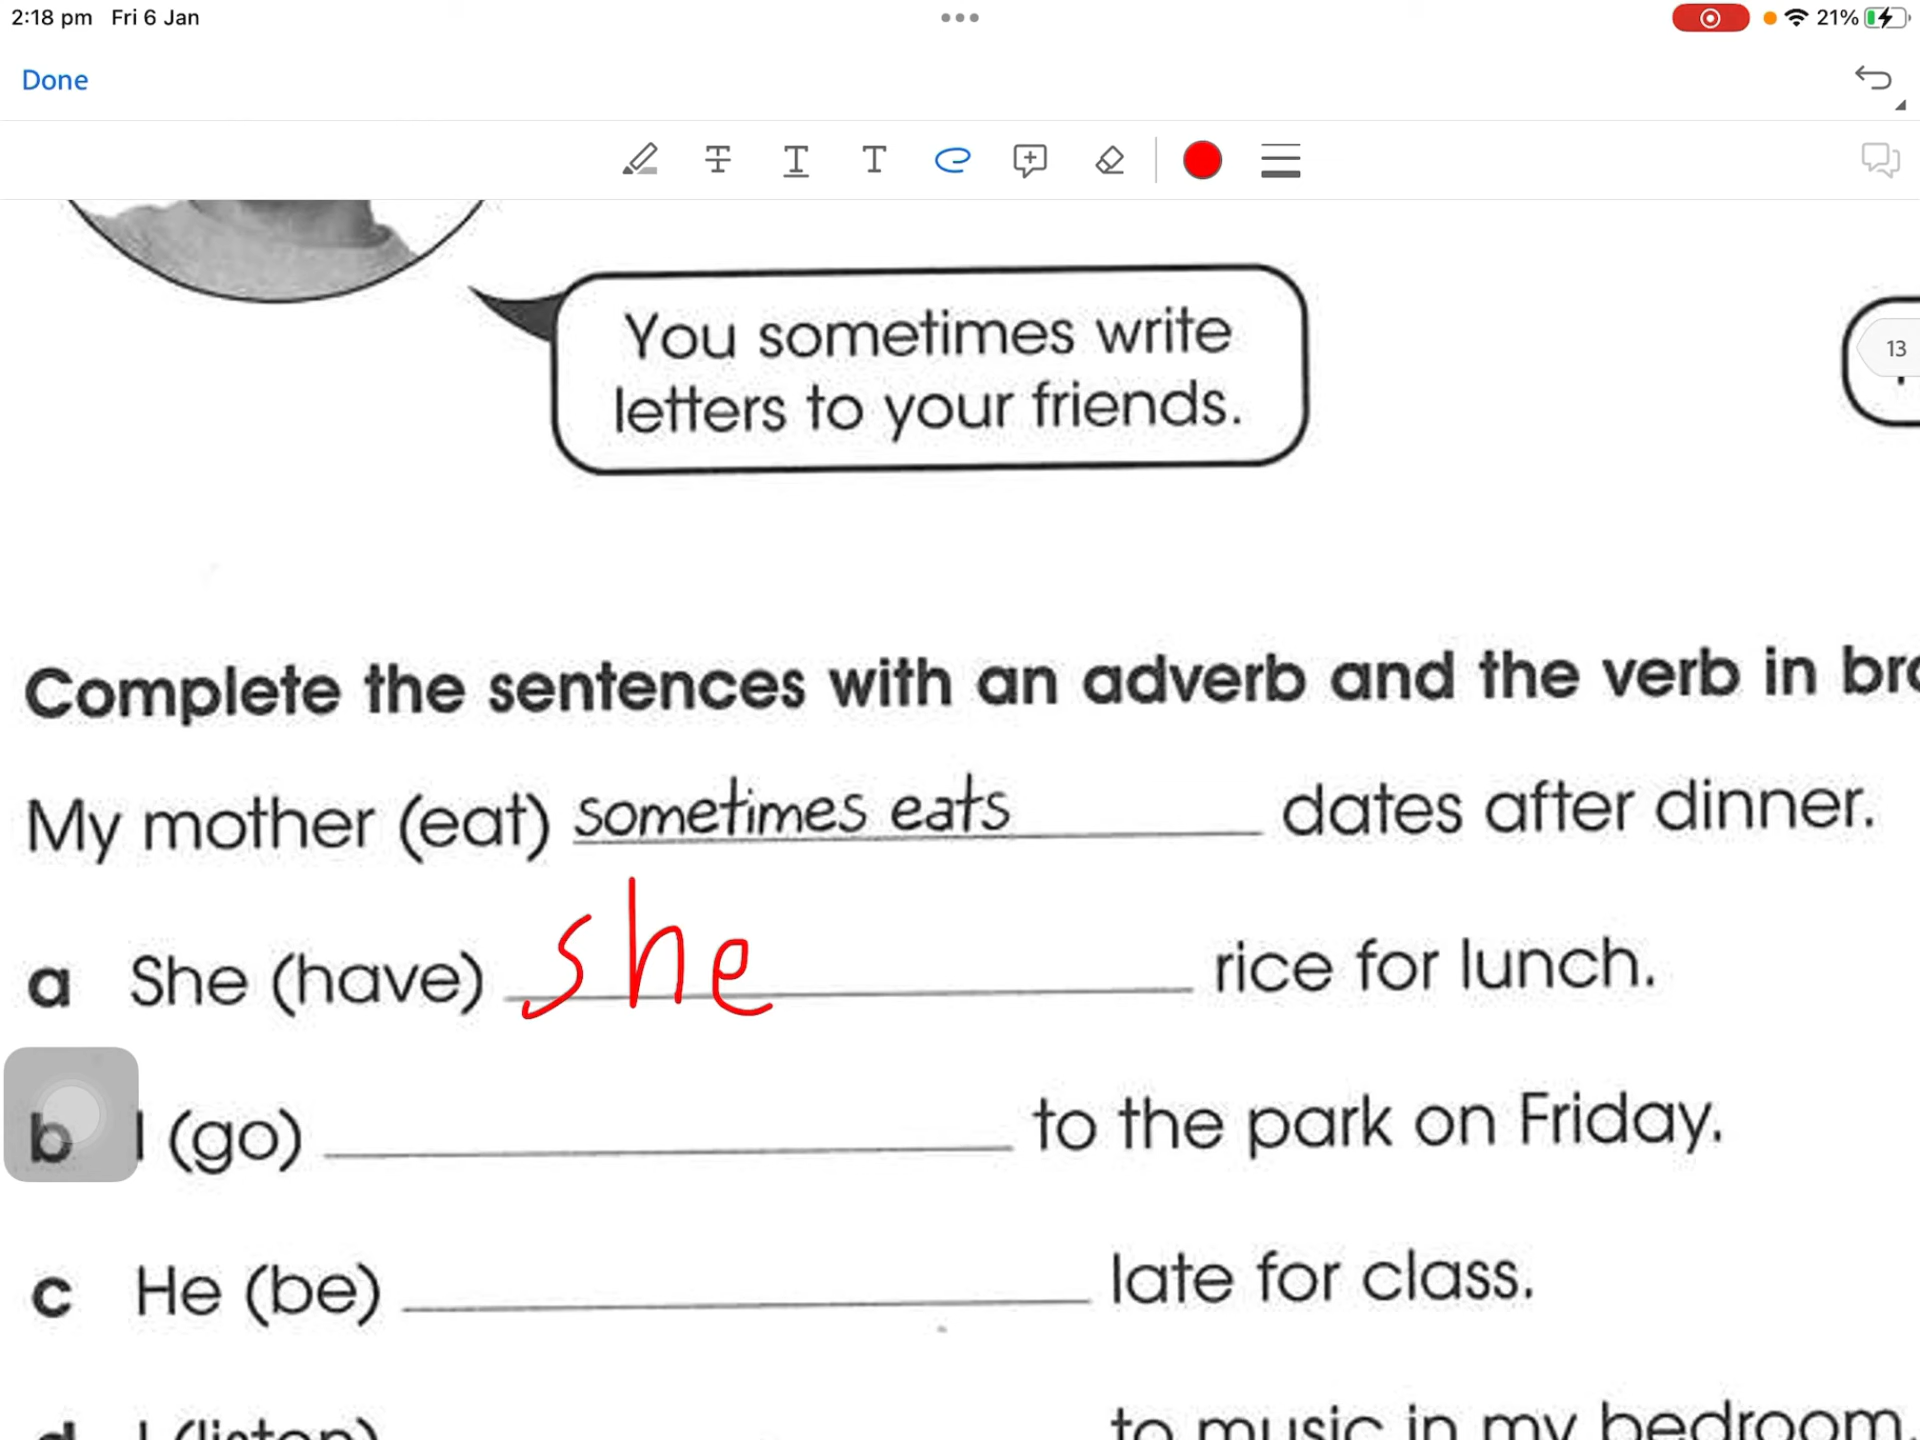 2:18 pm Fri 6 Jan 21%
Done
You sometimes write
letters to your friends.
13
Complete the sentences with an adverb and the verb in bra
My mother (eat) sometimes eats dates after dinner.
a She (have) she rice for lunch.
b I (go) to the park on Friday.
c He (be) late for class.
d I (listen) to music in my bedroom.